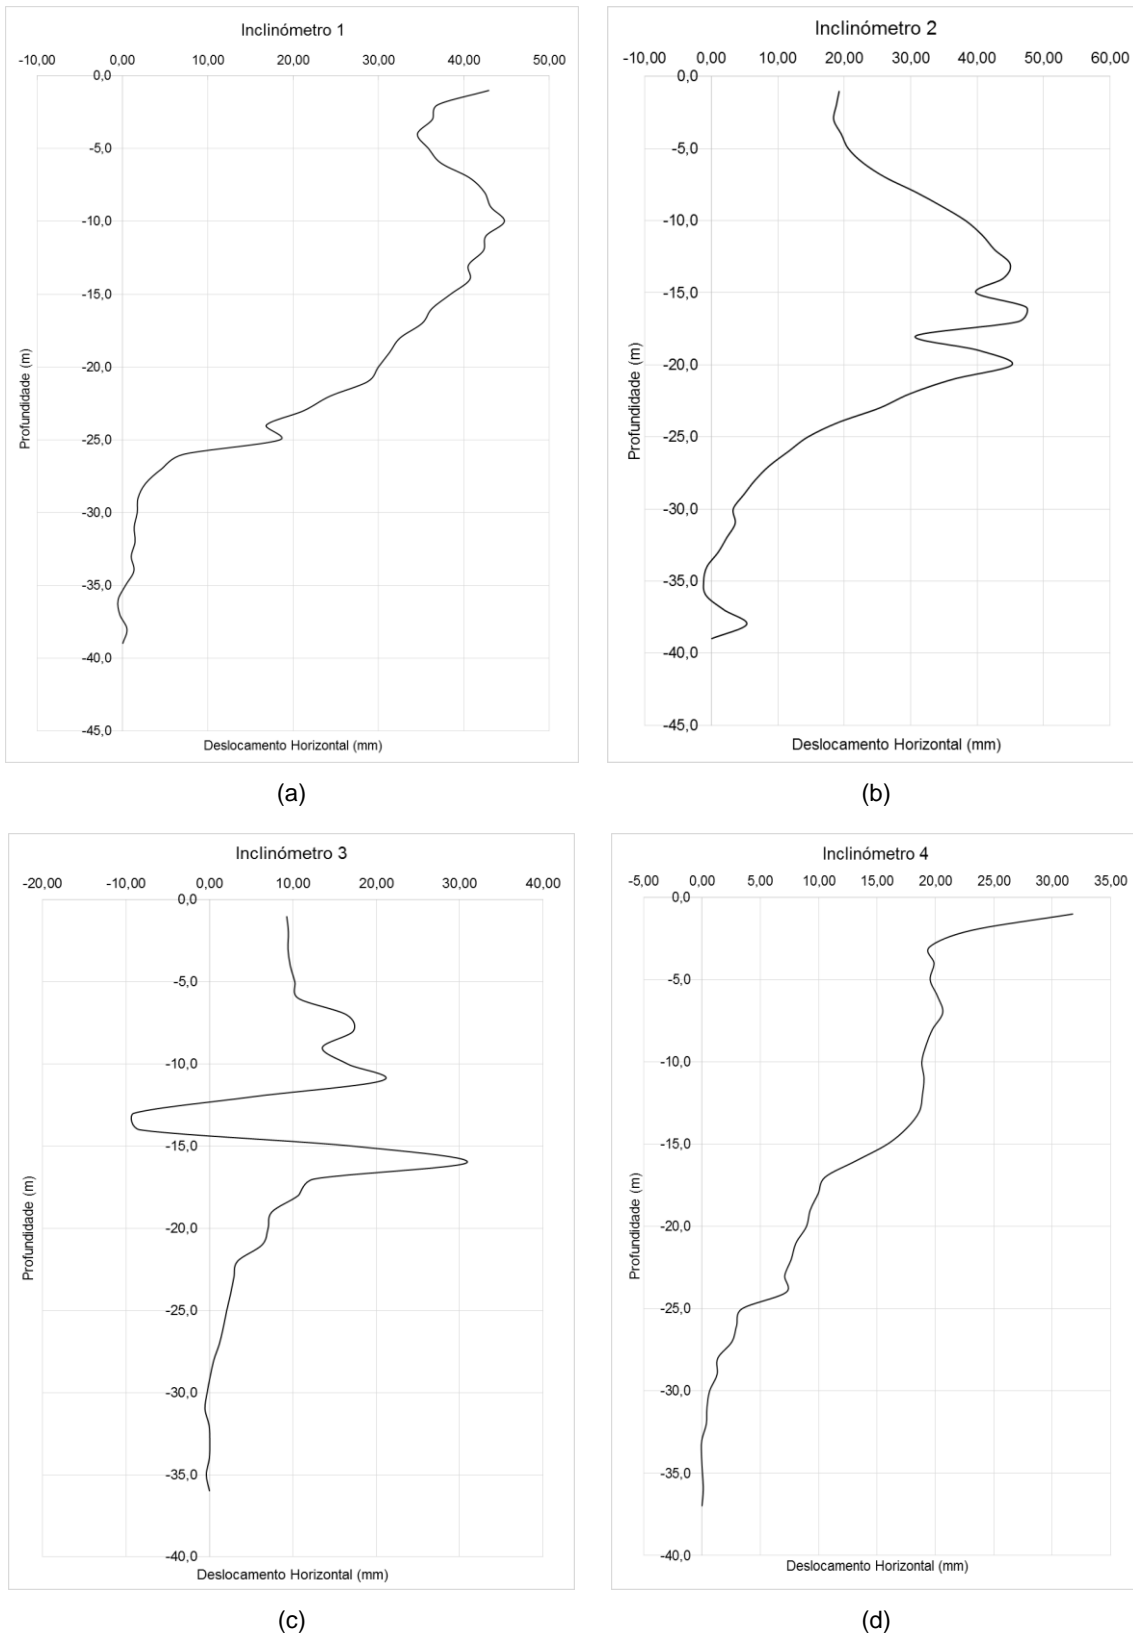 Inclinómetro 1
-10,00 0,00 10,00 20,00 30,00 40,00 50,00
0,0
-5,0
-10,0
-15,0
-20,0
-25,0
-30,0
-35,0
-40,0
-45,0
Profundidade (m)
Deslocamento Horizontal (mm)
(a)
Inclinómetro 2
-10,00 0,00 10,00 20,00 30,00 40,00 50,00 60,00
0,0
-5,0
-10,0
-15,0
-20,0
-25,0
-30,0
-35,0
-40,0
-45,0
Profundidade (m)
Deslocamento Horizontal (mm)
(b)
Inclinómetro 3
-20,00 -10,00 0,00 10,00 20,00 30,00 40,00
0,0
-5,0
-10,0
-15,0
-20,0
-25,0
-30,0
-35,0
-40,0
Profundidade (m)
Deslocamento Horizontal (mm)
(c)
Inclinómetro 4
-5,00 0,00 5,00 10,00 15,00 20,00 25,00 30,00 35,00
0,0
-5,0
-10,0
-15,0
-20,0
-25,0
-30,0
-35,0
-40,0
Profundidade (m)
Deslocamento Horizontal (mm)
(d)